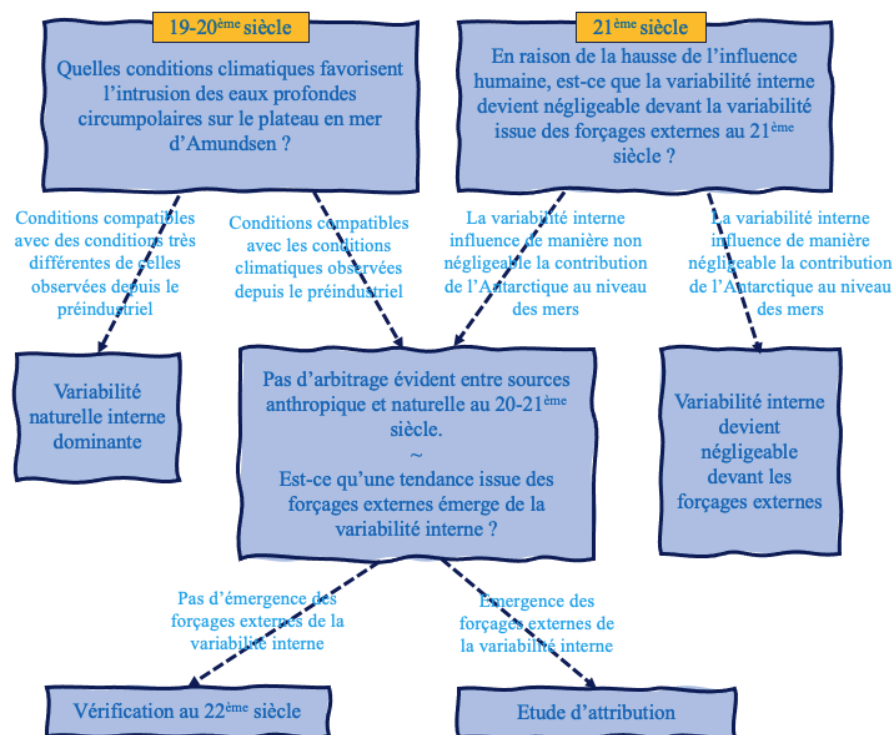 19-20ème siècle
Quelles conditions climatiques favorisent
l'intrusion des eaux profondes
circumpolaires sur le plateau en mer
d'Amundsen ?
21ème siècle
En raison de la hausse de l'influence
humaine, est-ce que la variabilité interne
devient négligeable devant la variabilité
issue des forçages externes au 21ème
siècle ?
Conditions compatibles
avec des conditions très
différentes de celles
observées depuis le
préindustriel
Conditions compatibles
avec les conditions
climatiques observées
depuis le préindustriel
La variabilité interne
influence de manière non
négligeable la contribution
de l'Antarctique au niveau
des mers
La variabilité interne
influence de manière
négligeable la contribution
de l'Antarctique au niveau
des mers
Variabilité
naturelle interne
dominante
Pas d'arbitrage évident entre sources
anthropique et naturelle au 20-21ème
siècle.
~
Est-ce qu'une tendance issue des
forçages externes émerge de la
variabilité interne ?
Variabilité interne
devient
négligeable
devant les
forçages externes
Pas d'émergence des
forçages externes de la
variabilité interne
Emergence des
forçages externes de
la variabilité interne
Vérification au 22ème siècle
Etude d'attribution